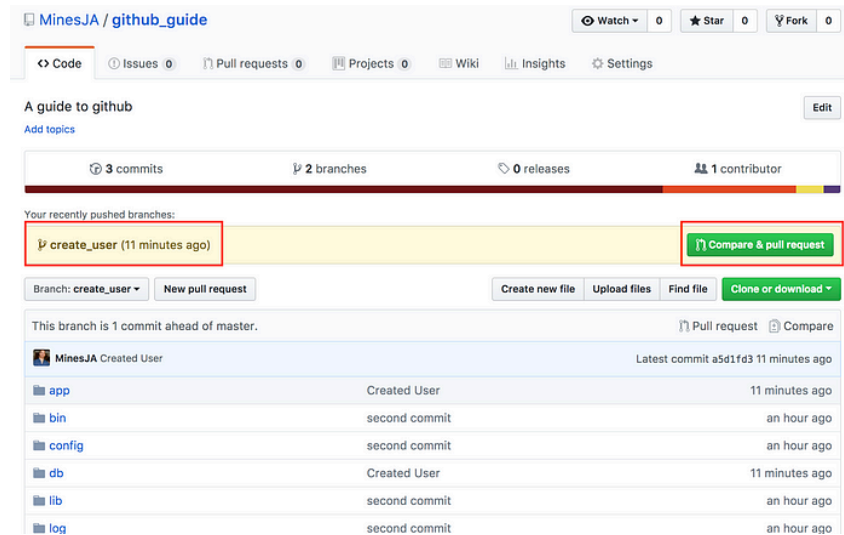 MinesJA / github_guide
Watch 0 Star 0 Fork 0
Code Issues 0 Pull requests 0 Projects 0 Wiki Insights Settings
A guide to github Edit
Add topics
3 commits 2 branches 0 releases 1 contributor
Your recently pushed branches:
create_user (11 minutes ago) Compare & pull request
Branch: create_user New pull request Create new file Upload files Find file Clone or download
This branch is 1 commit ahead of master. Pull request Compare
MinesJA Created User Latest commit a5d1fd3 11 minutes ago
app Created User 11 minutes ago
bin second commit an hour ago
config second commit an hour ago
db Created User 11 minutes ago
lib second commit an hour ago
log second commit an hour ago